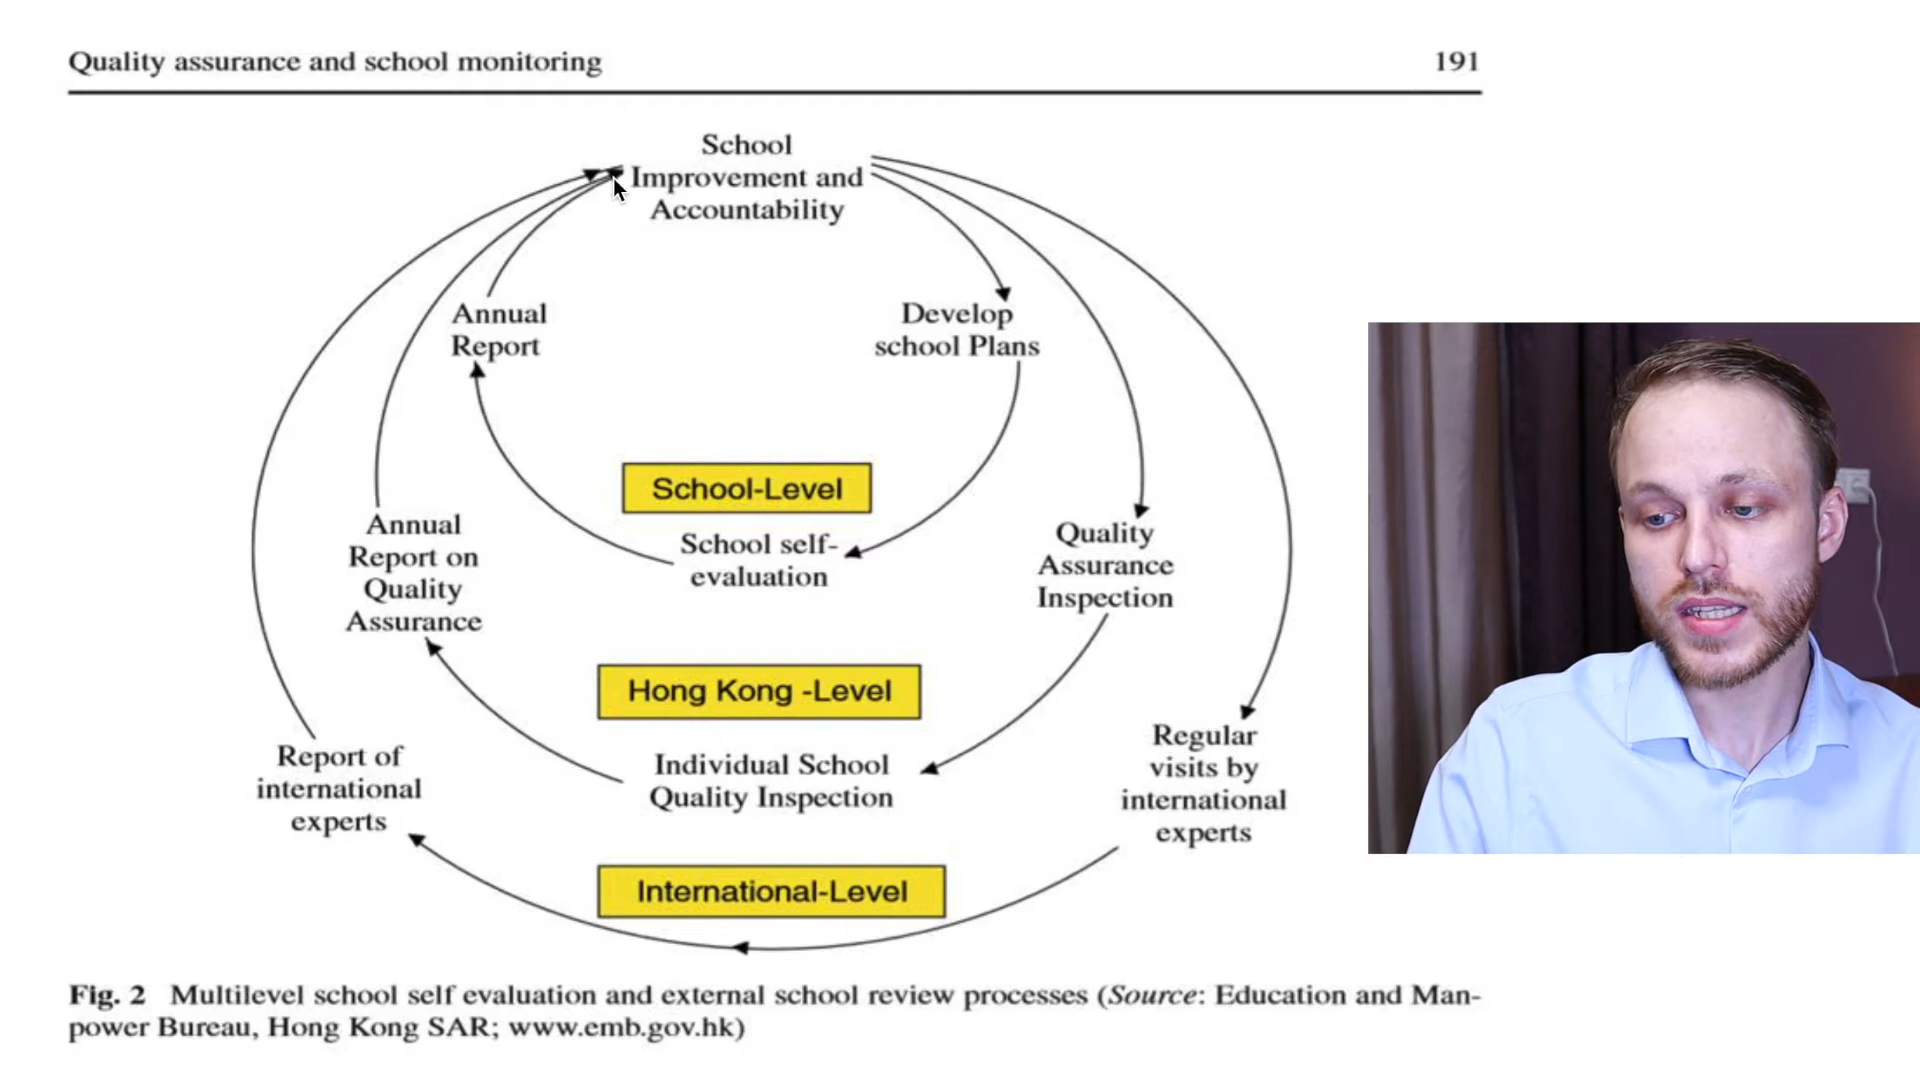 Quality assurance and school monitoring 191
School
Improvement and
Accountability
Annual
Report
Develop
school Plans
School-Level
School self-
evaluation
Annual
Report on
Quality
Assurance
Quality
Assurance
Inspection
Hong Kong -Level
Individual School
Quality Inspection
Report of
international
experts
Regular
visits by
international
experts
International-Level
Fig. 2 Multilevel school self evaluation and external school review processes (Source: Education and Man-
power Bureau, Hong Kong SAR; www.emb.gov.hk)